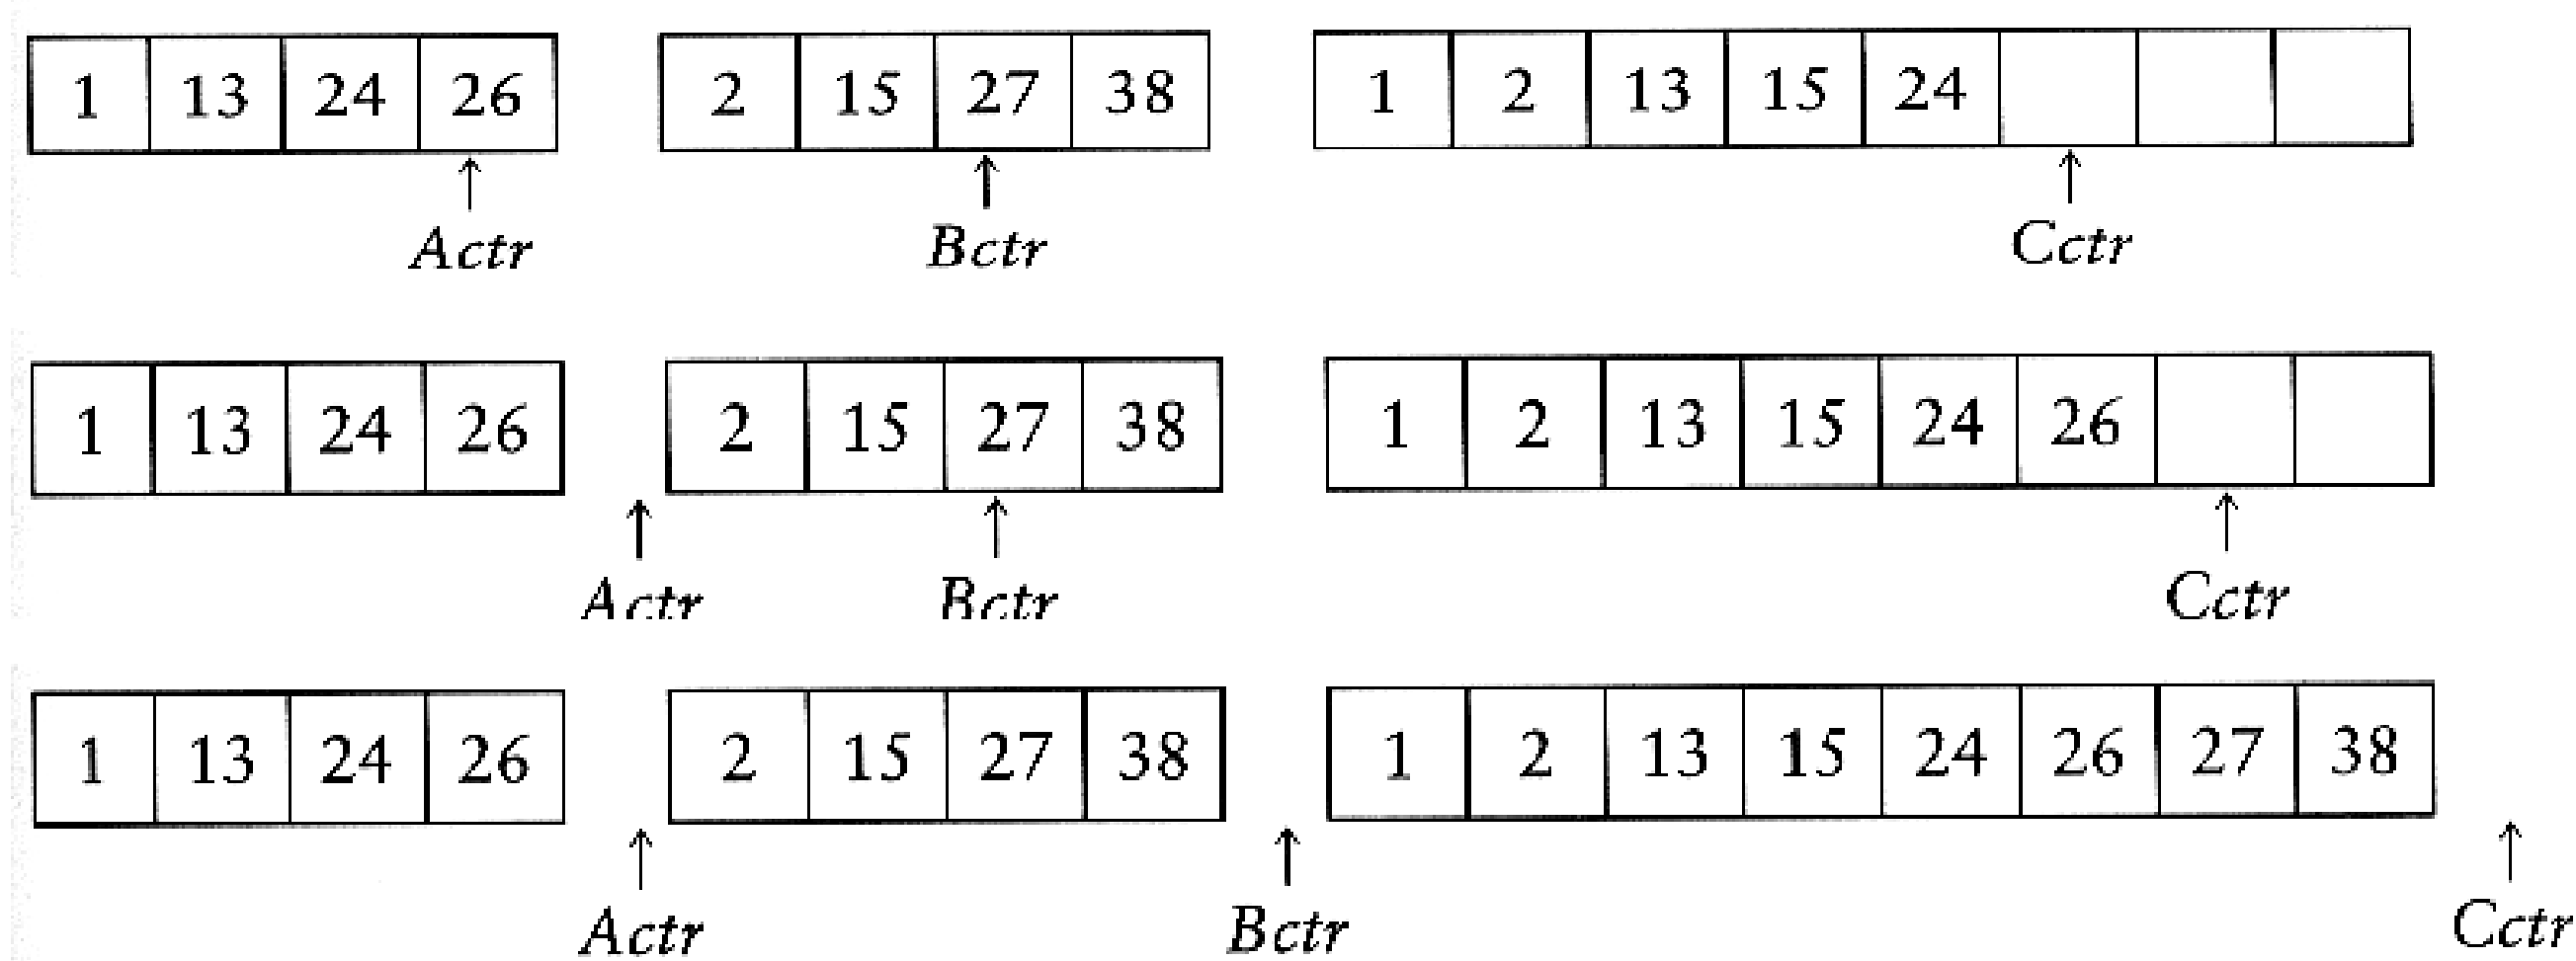 1 13 24 26 2 15 27 38 1 2 13 15 24
Actr Bctr Cctr
1 13 24 26 2 15 27 38 1 2 13 15 24 26
Actr Bctr Cctr
1 13 24 26 2 15 27 38 1 2 13 15 24 26 27 38
Actr Bctr Cctr